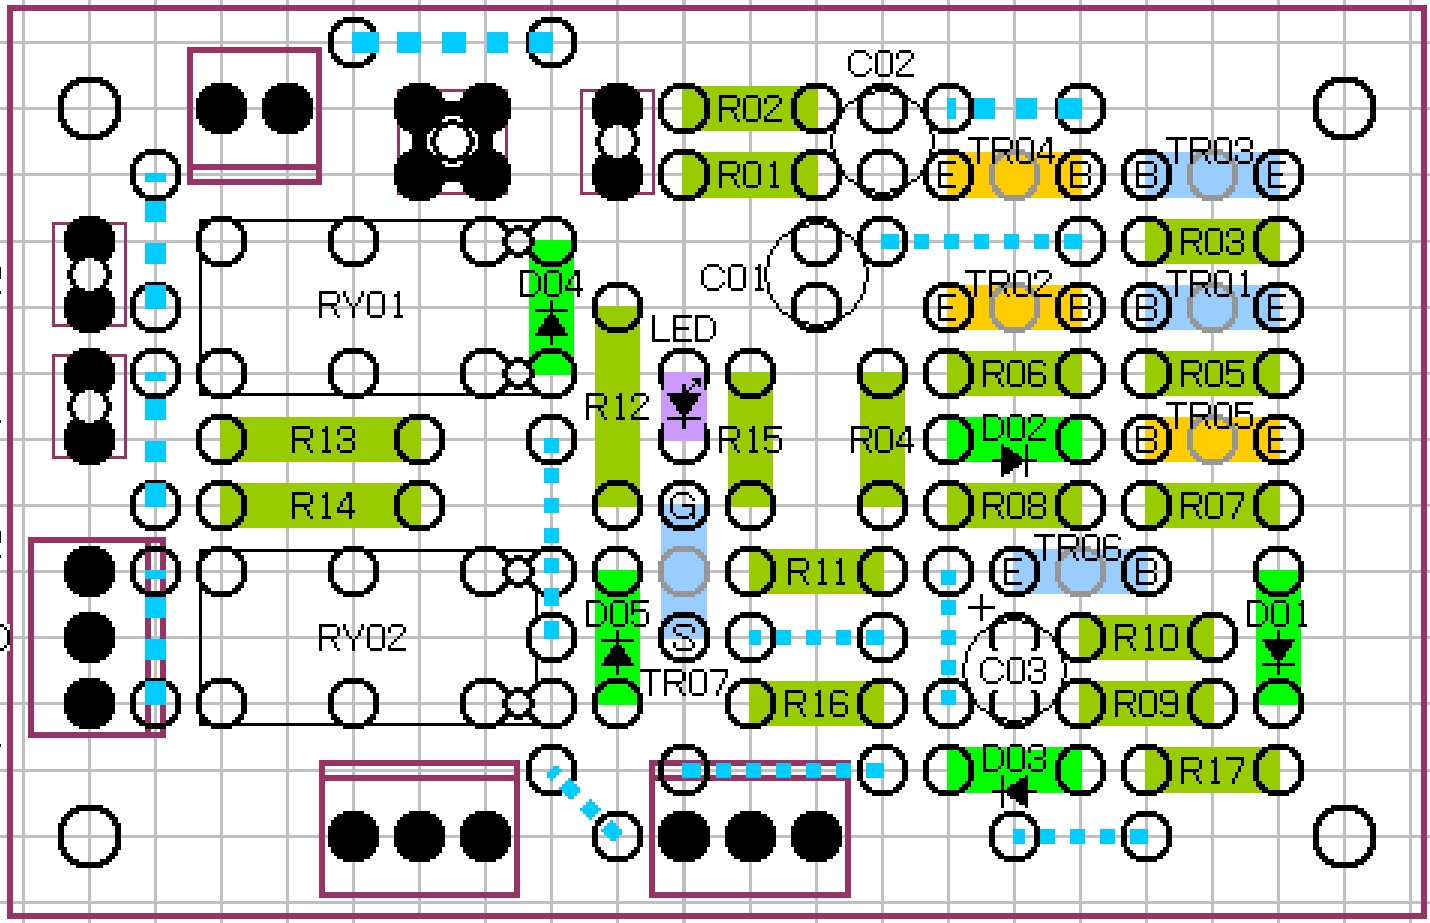 C02
R02
TR04 TR03
R01
E B B E
R03
C01
D04 TR02 TR01
RY01 E B B E
LED
R06 R05
R12
D02 TR05
R13 R15 R04 B E
R14 G R08 R07
TR06
R11 E B
D05 + D01
RY02 S R10
TR07 C03
R16 R09
D03
R17